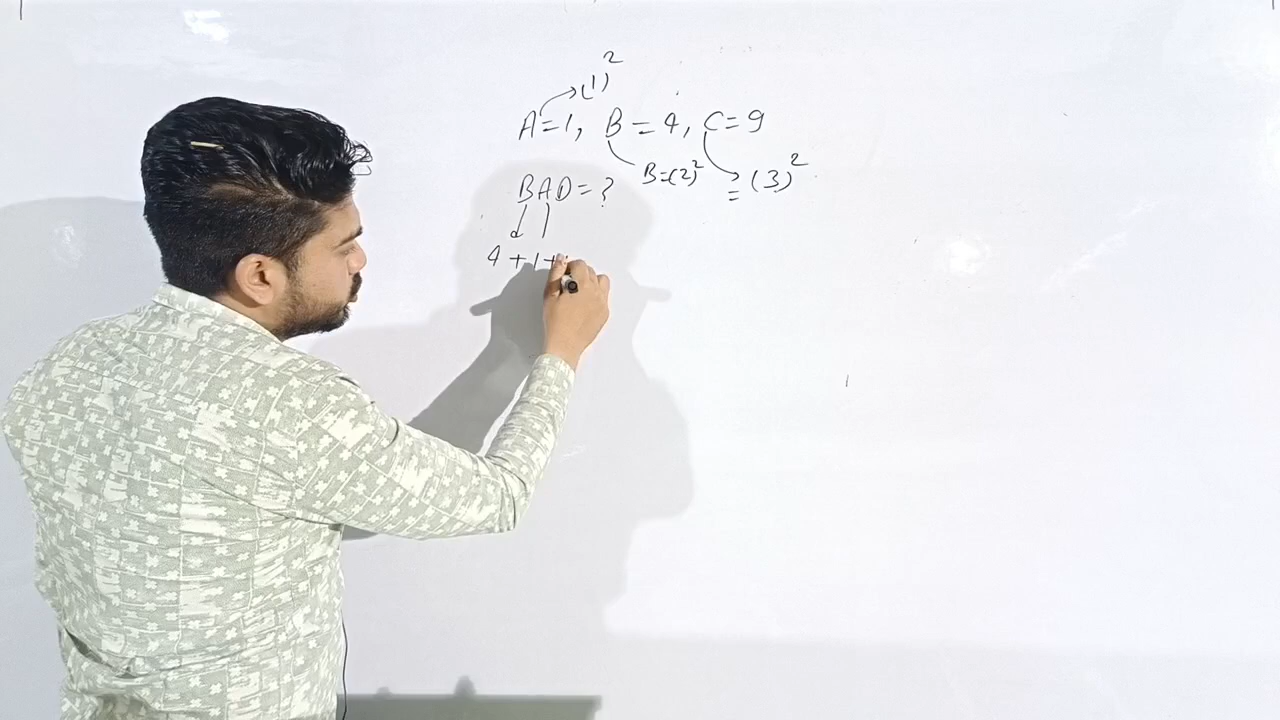 (1)²
A=1, B=4, C=9
B=(2)² =(3)²
BAD=?
4+1+